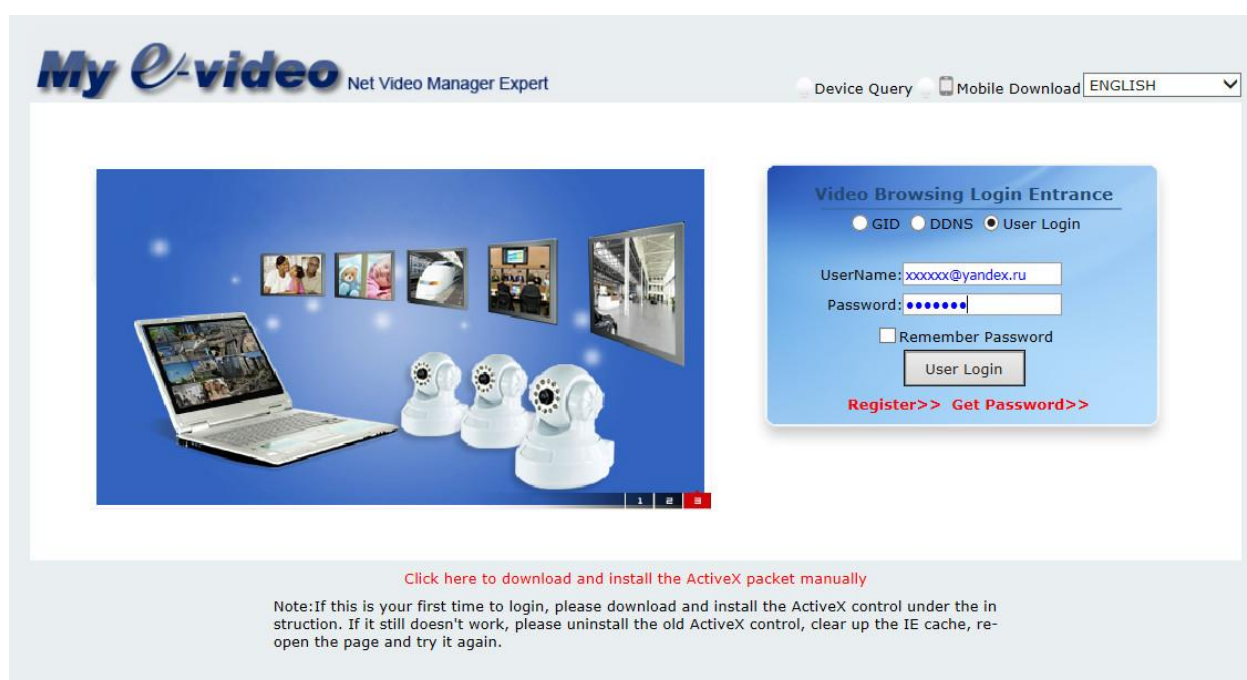 My e-video Net Video Manager Expert
Device Query Mobile Download ENGLISH
Video Browsing Login Entrance
GID DDNS User Login
UserName: xxxxxx@yandex.ru
Password: •••••••
Remember Password
User Login
Register>> Get Password>>
1 2 3
Click here to download and install the ActiveX packet manually
Note:If this is your first time to login, please download and install the ActiveX control under the in
struction. If it still doesn't work, please uninstall the old ActiveX control, clear up the IE cache, re-
open the page and try it again.